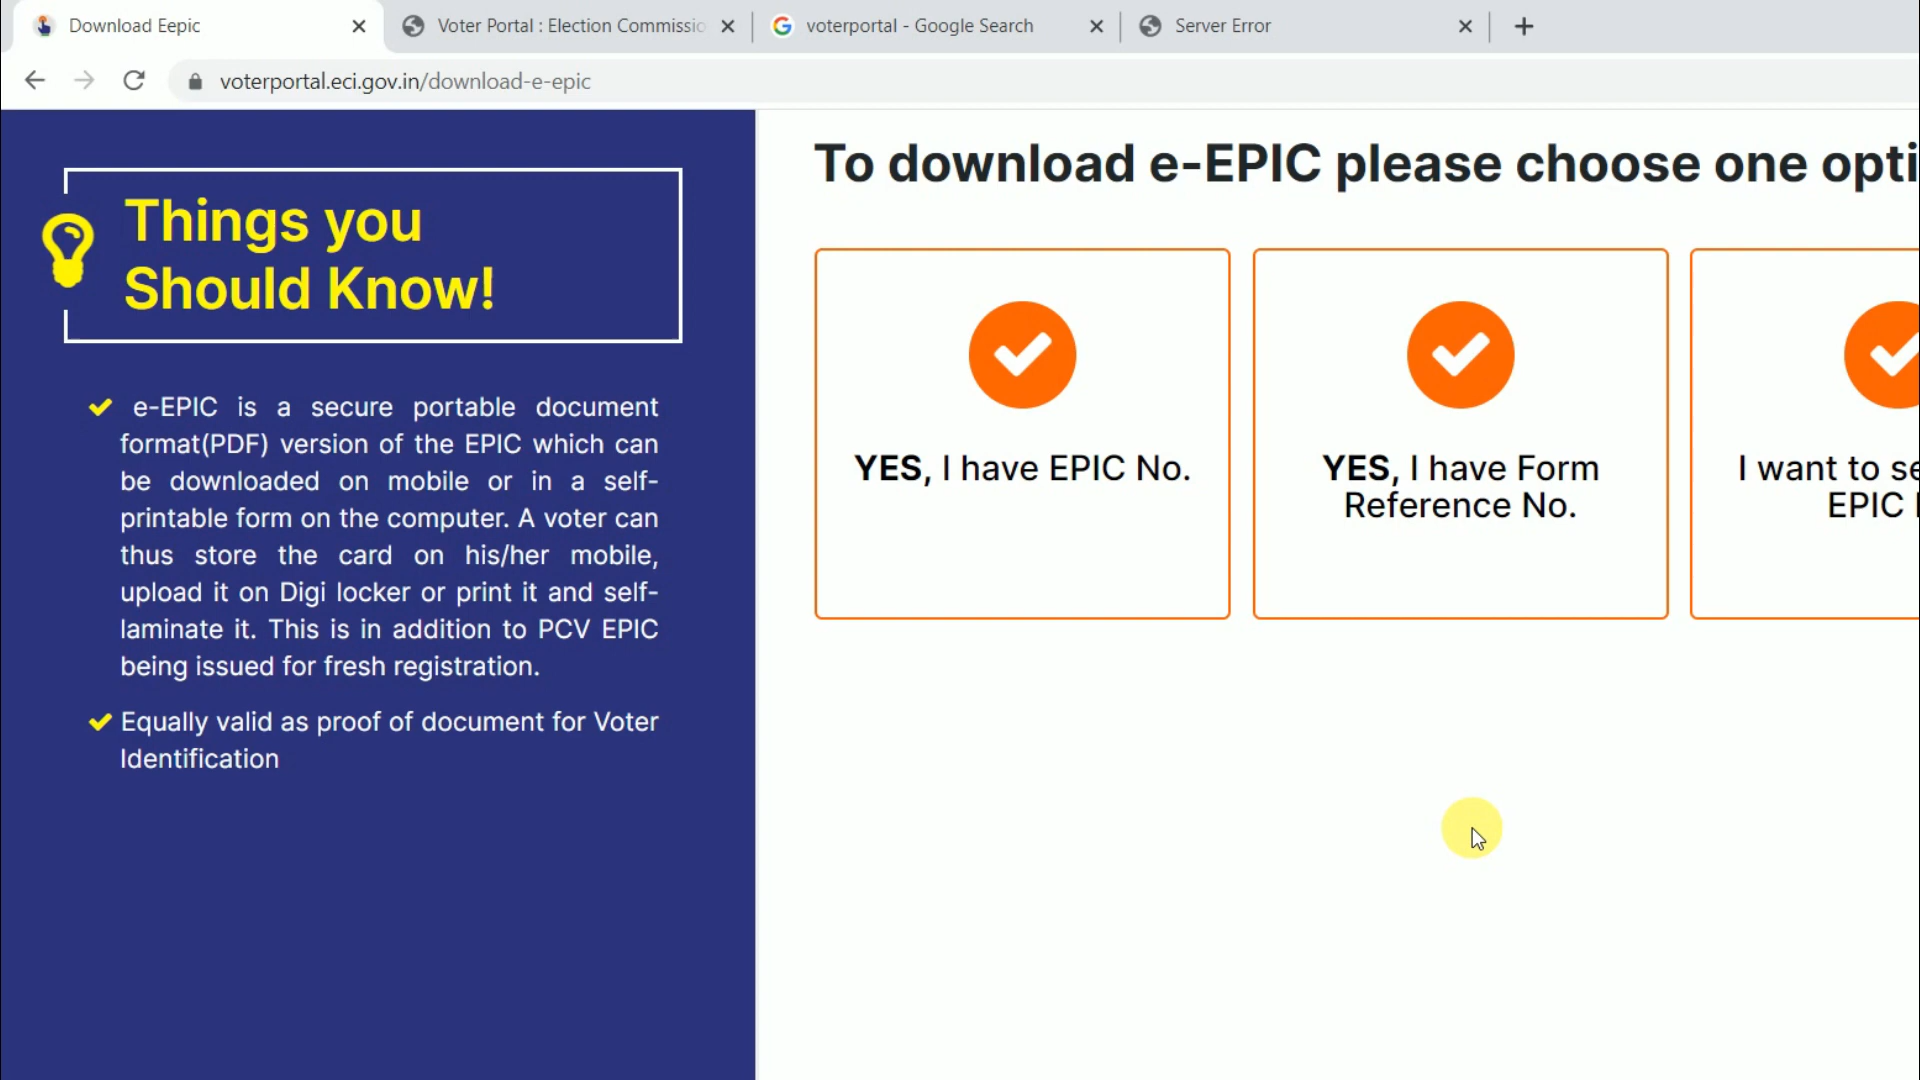 Download Eepic
Voter Portal : Election Commissio
voterportal - Google Search
Server Error
voterportal.eci.gov.in/download-e-epic
Things you
Should Know!
e-EPIC is a secure portable document
format(PDF) version of the EPIC which can
be downloaded on mobile or in a self-
printable form on the computer. A voter can
thus store the card on his/her mobile,
upload it on Digi locker or print it and self-
laminate it. This is in addition to PCV EPIC
being issued for fresh registration.
Equally valid as proof of document for Voter
Identification
To download e-EPIC please choose one opti
YES, I have EPIC No.
YES, I have Form
Reference No.
I want to se
EPIC